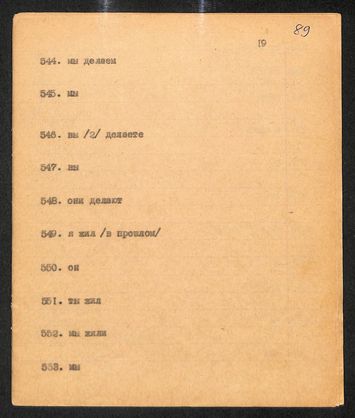 89
19
544. мы делаем
545. мы
546. вы /2/ делаете
547. вы
548. они делают
549. я жил /в прошлом/
550. он
551. ты жил
552. мы жили
553. мы